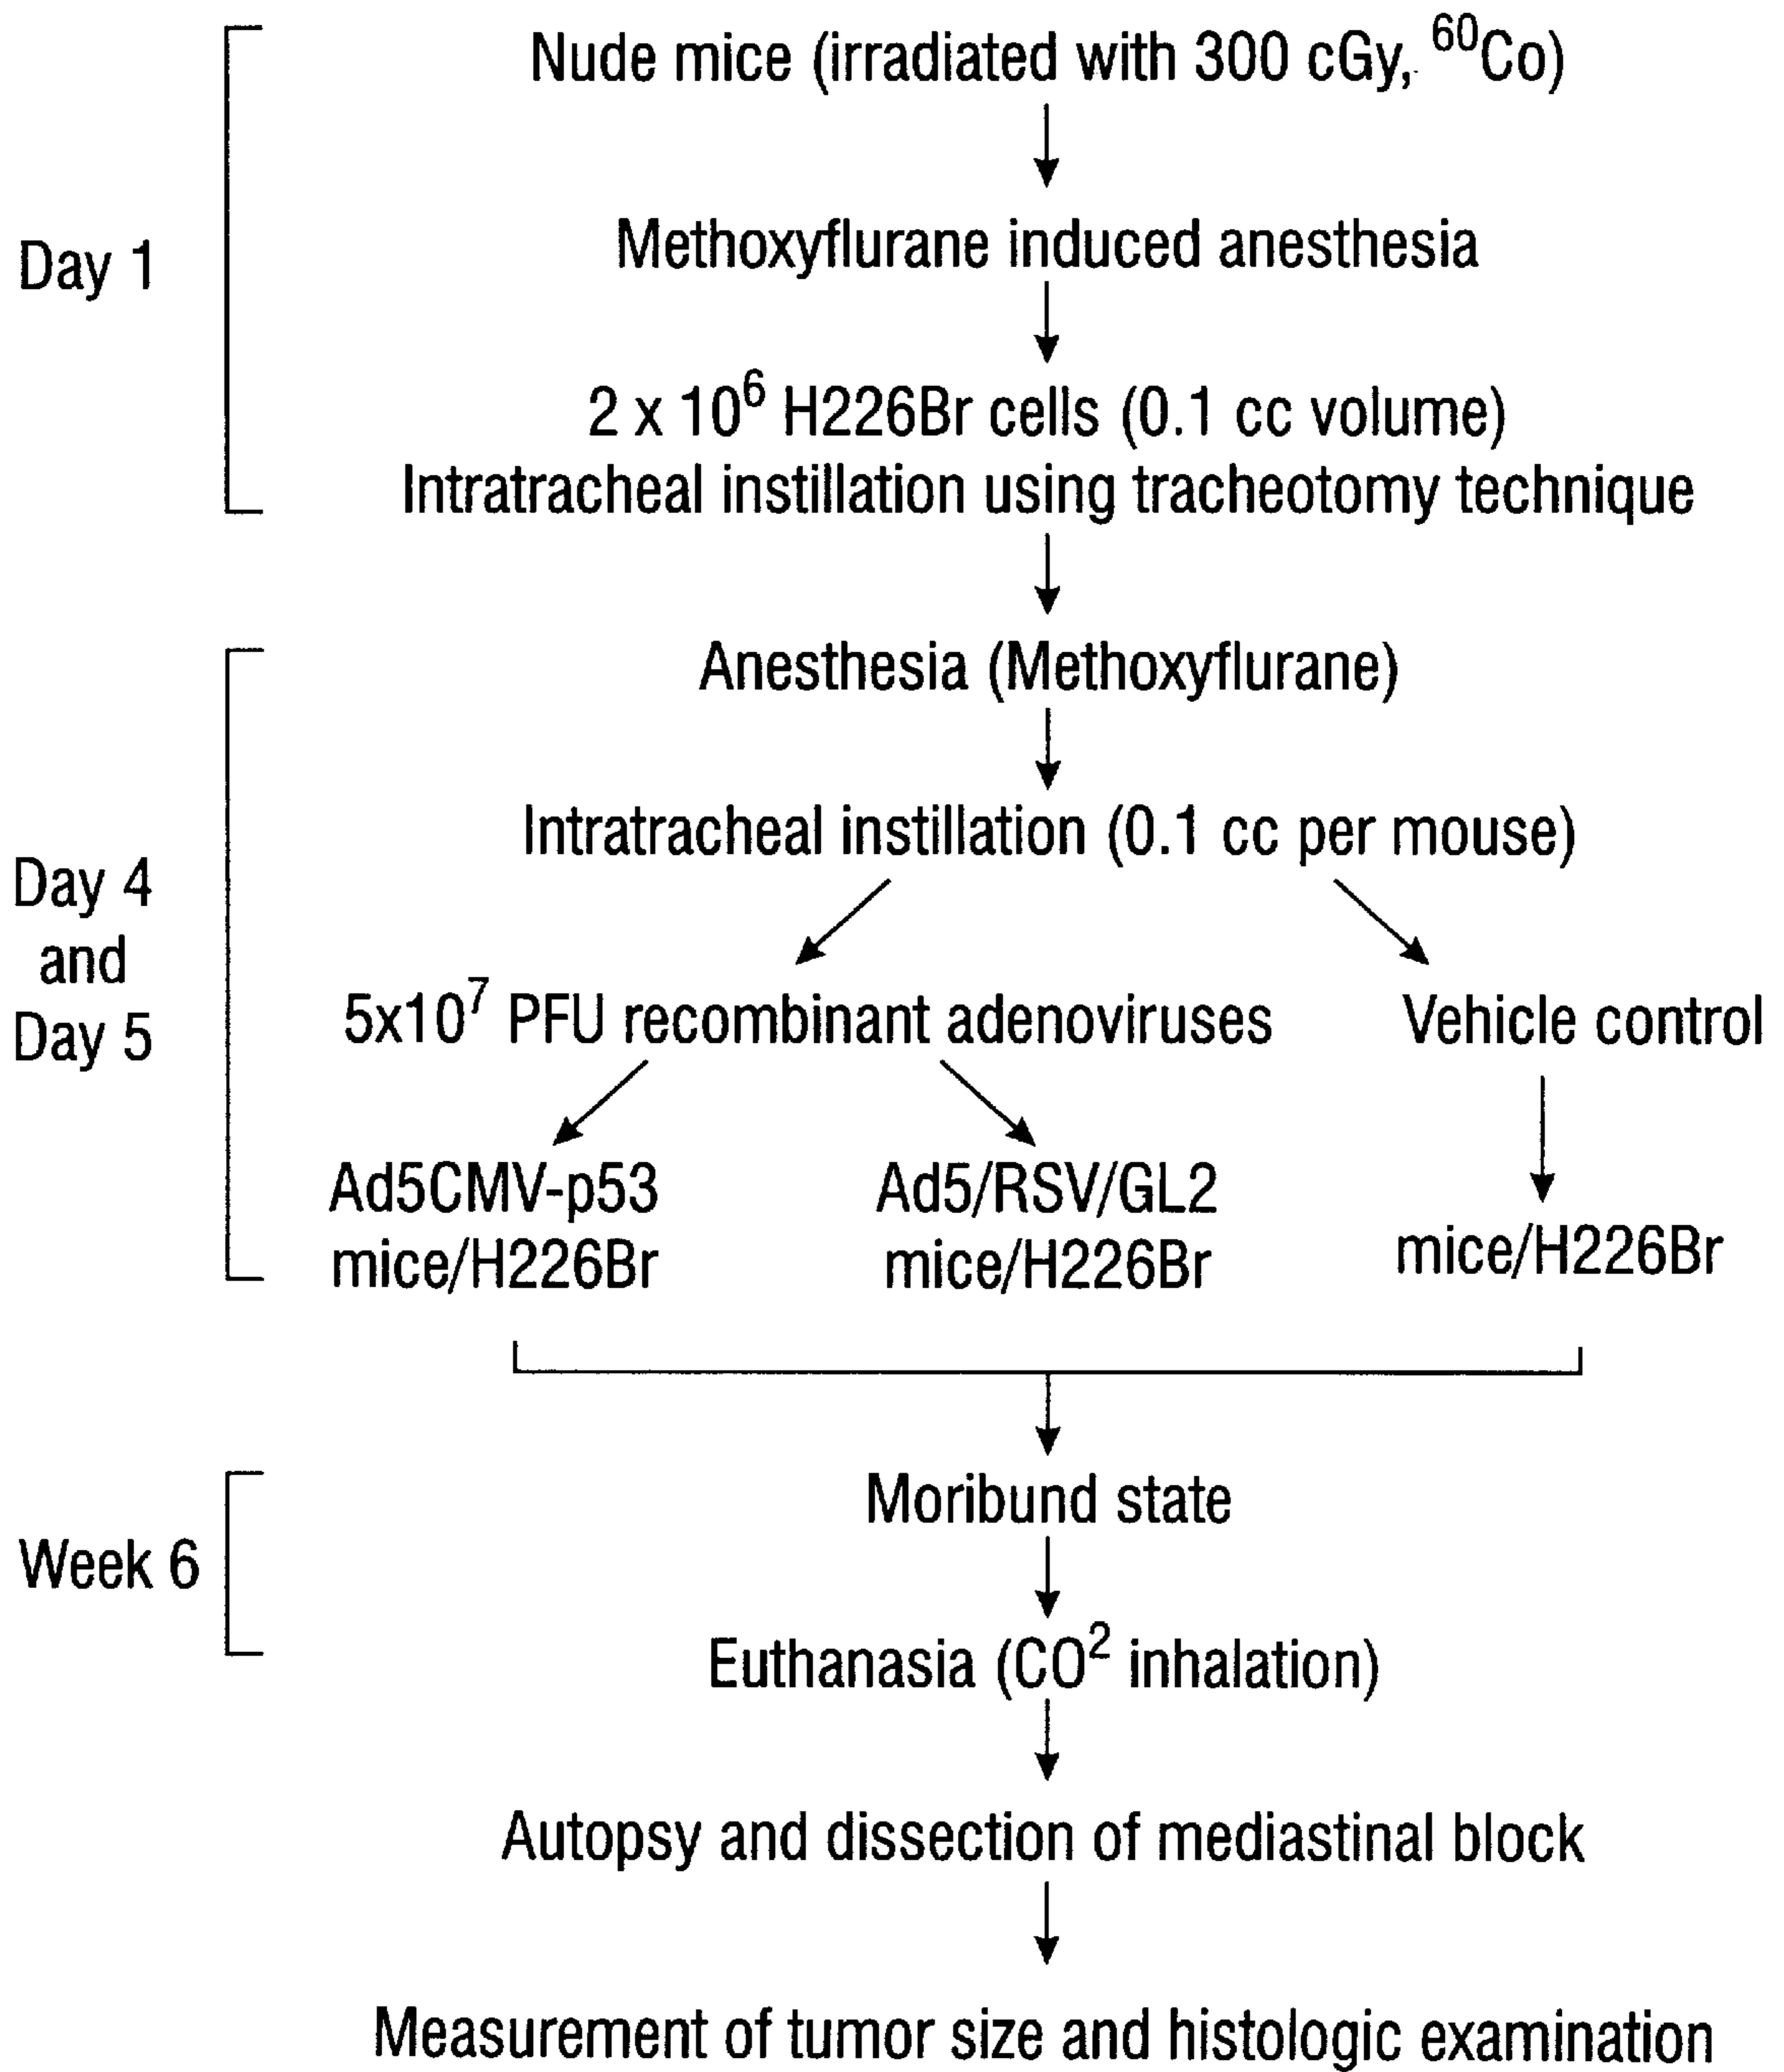 Nude mice (irradiated with 300 cGy, ⁶⁰Co)
Day 1
Methoxyflurane induced anesthesia
2 x 10⁶ H226Br cells (0.1 cc volume)
Intratracheal instillation using tracheotomy technique
Anesthesia (Methoxyflurane)
Intratracheal instillation (0.1 cc per mouse)
Day 4
and
Day 5
5x10⁷ PFU recombinant adenoviruses
Vehicle control
Ad5CMV-p53
mice/H226Br
Ad5/RSV/GL2
mice/H226Br
mice/H226Br
Moribund state
Week 6
Euthanasia (CO² inhalation)
Autopsy and dissection of mediastinal block
Measurement of tumor size and histologic examination